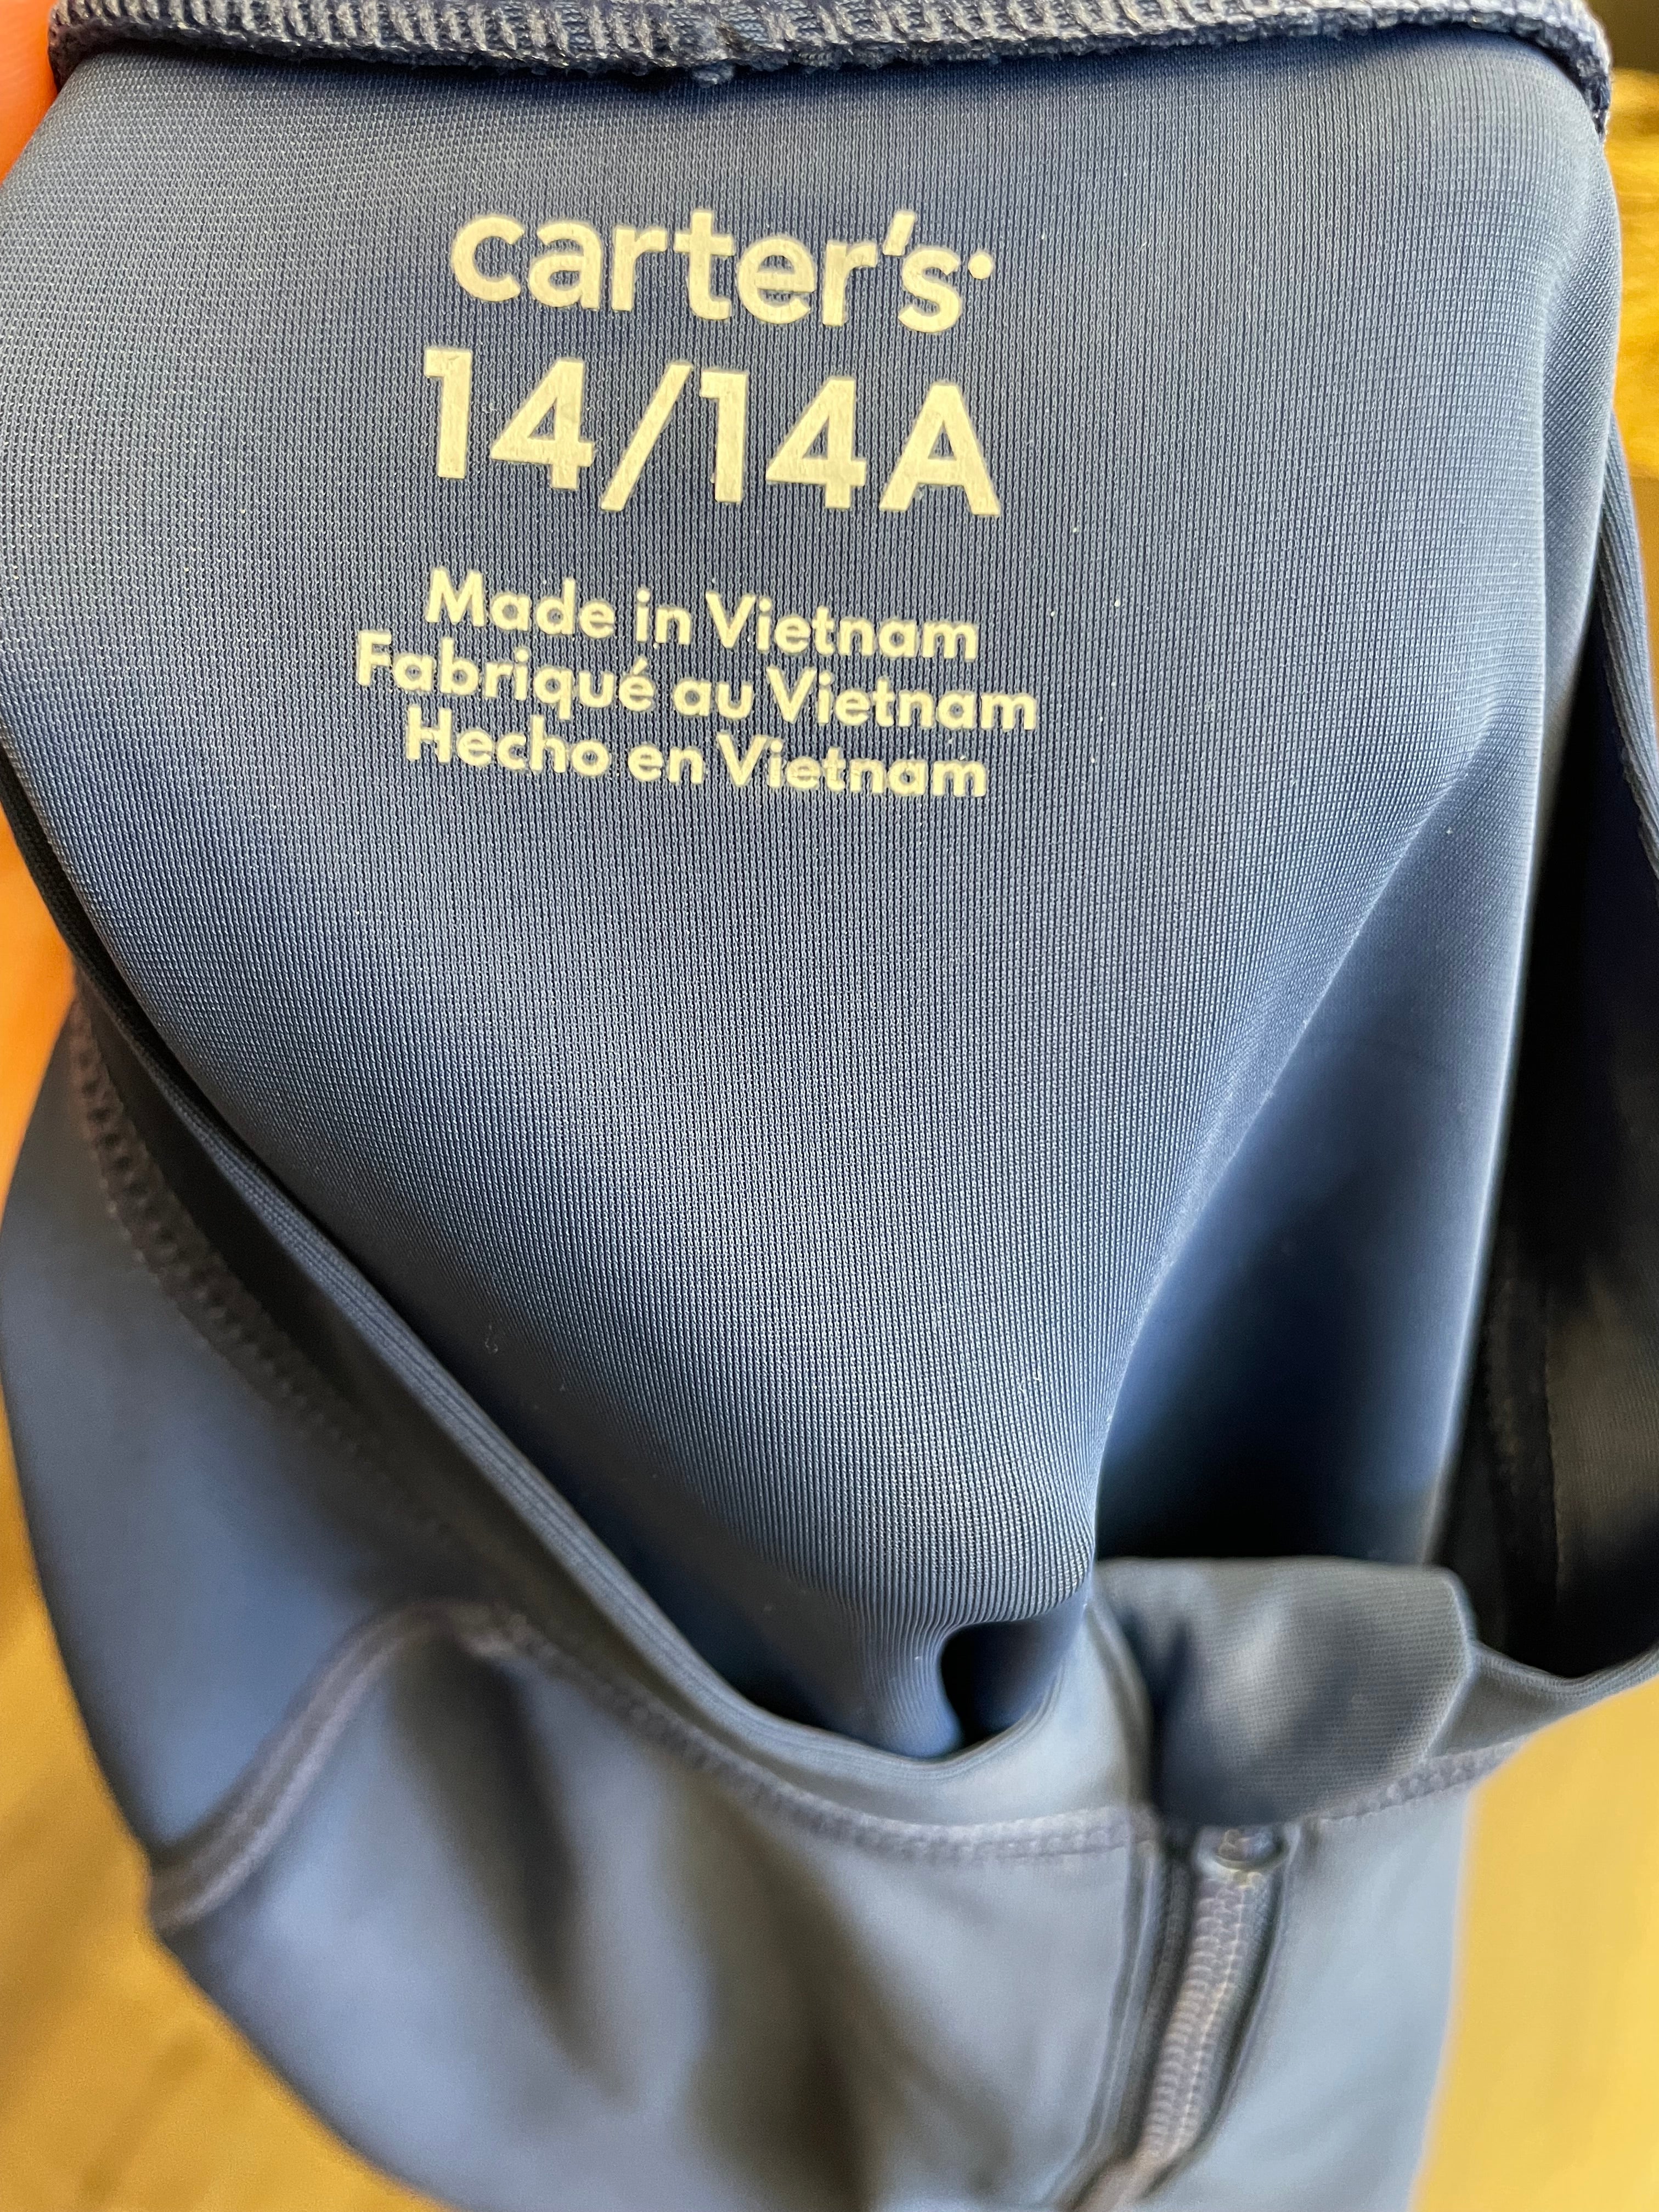 carter's
14/14A
Made in Vietnam
Fabriqué au Vietnam
Hecho en Vietnam